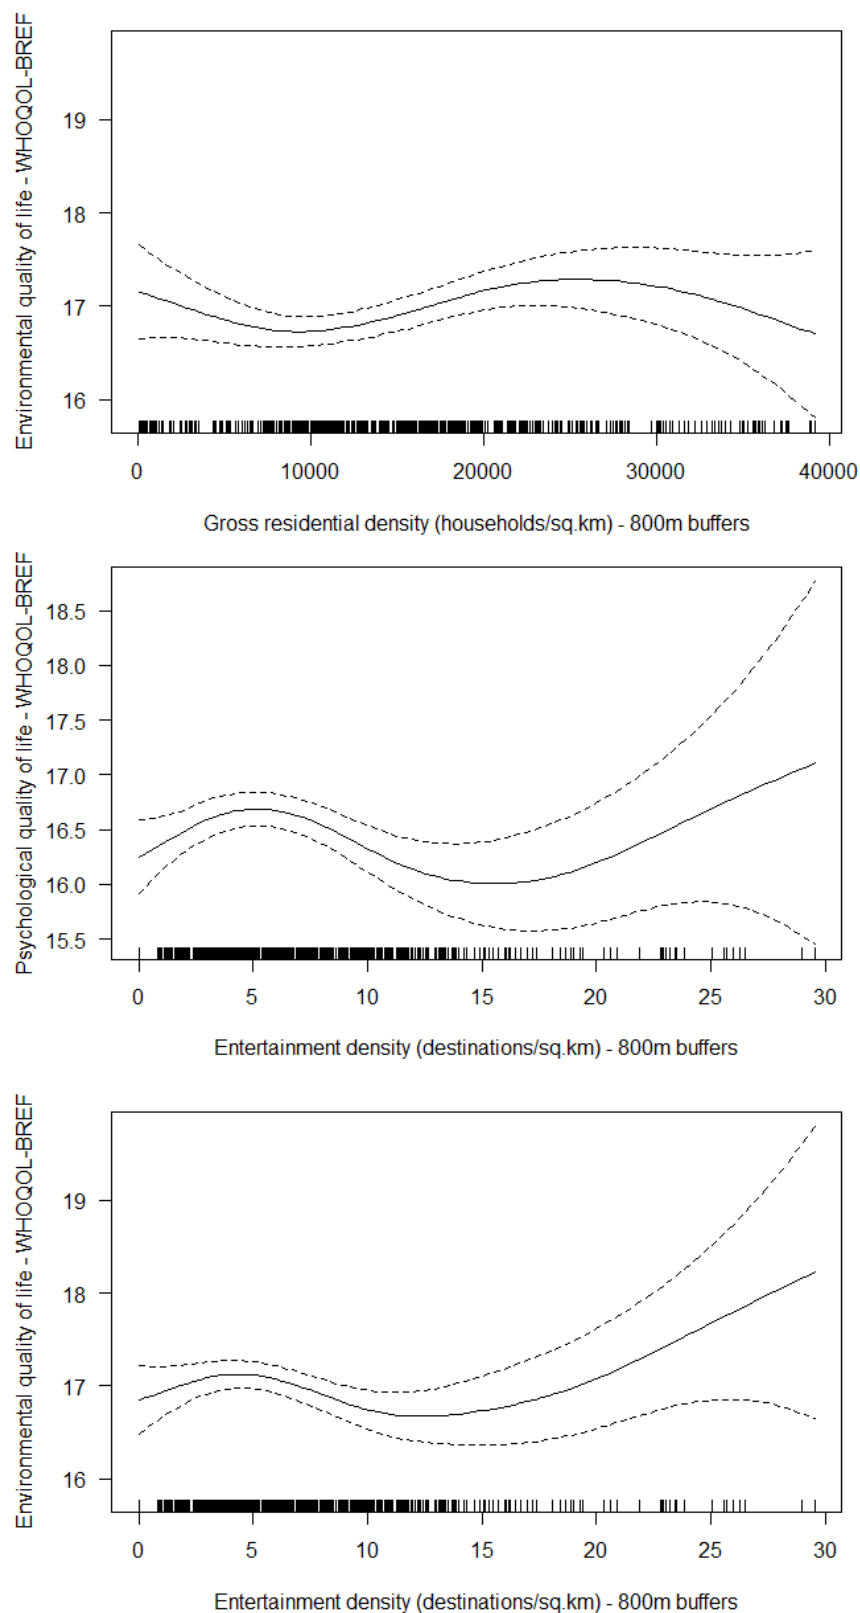 Environmental quality of life - WHOQOL-BREF
19
18
17
16
0 10000 20000 30000 40000
Gross residential density (households/sq.km) - 800m buffers
Psychological quality of life - WHOQOL-BREF
18.5
18.0
17.5
17.0
16.5
16.0
15.5
0 5 10 15 20 25 30
Entertainment density (destinations/sq.km) - 800m buffers
Environmental quality of life - WHOQOL-BREF
19
18
17
16
0 5 10 15 20 25 30
Entertainment density (destinations/sq.km) - 800m buffers